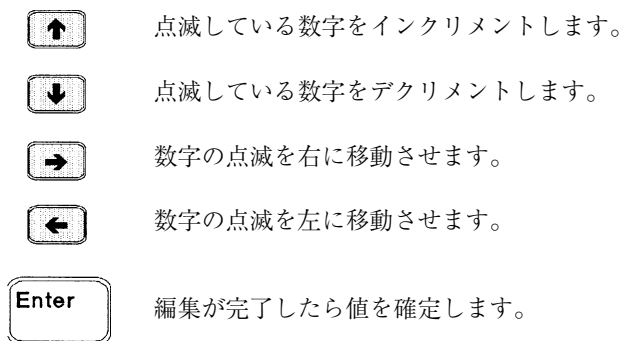 点滅している数字をインクリメントします。
点滅している数字をデクリメントします。
数字の点滅を右に移動させます。
数字の点滅を左に移動させます。
Enter 編集が完了したら値を確定します。